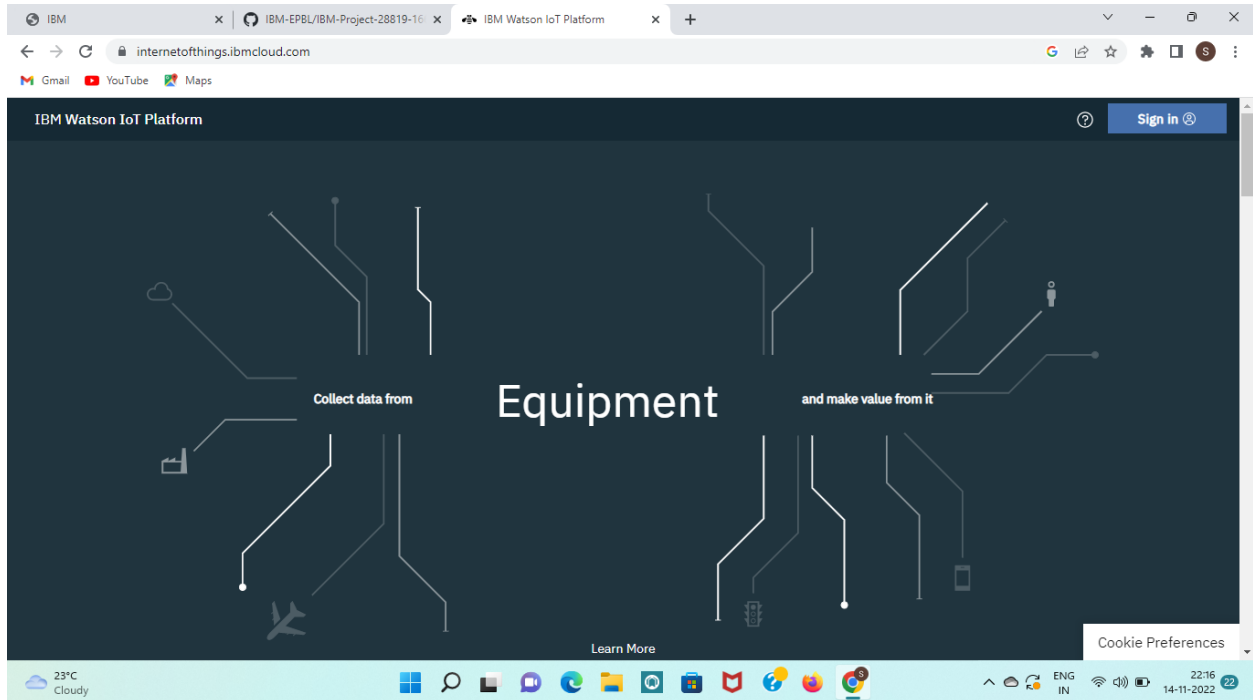 IBM
IBM-EPBL/IBM-Project-28819-16
IBM Watson IoT Platform
internetofthings.ibmcloud.com
G
S
Gmail
YouTube
Maps
IBM Watson IoT Platform
Sign in
Collect data from
Equipment
and make value from it
Learn More
Cookie Preferences
23°C
Cloudy
S
ENG
IN
22:16
14-11-2022
22